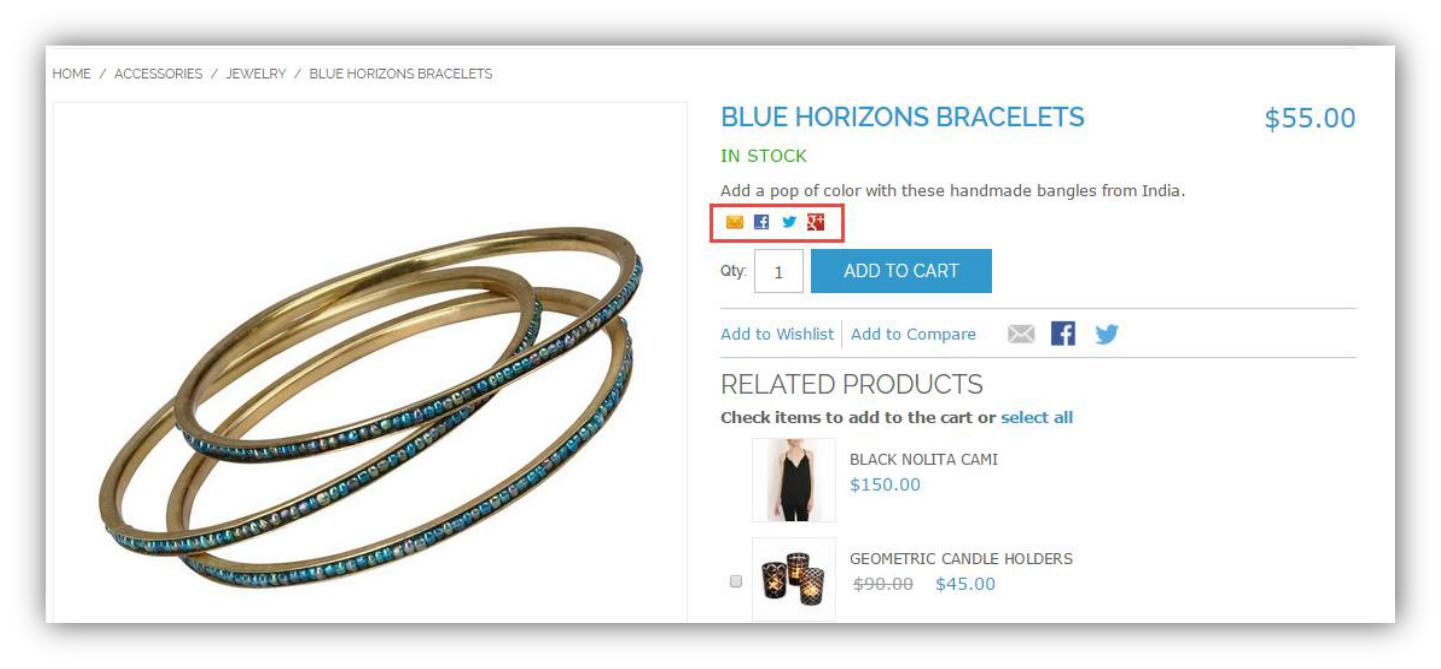 HOME / ACCESSORIES / JEWELRY / BLUE HORIZONS BRACELETS
BLUE HORIZONS BRACELETS $55.00
IN STOCK
Add a pop of color with these handmade bangles from India.
Qty: 1 ADD TO CART
Add to Wishlist Add to Compare
RELATED PRODUCTS
Check items to add to the cart or select all
BLACK NOLITA CAMI
$150.00
GEOMETRIC CANDLE HOLDERS
$90.00 $45.00